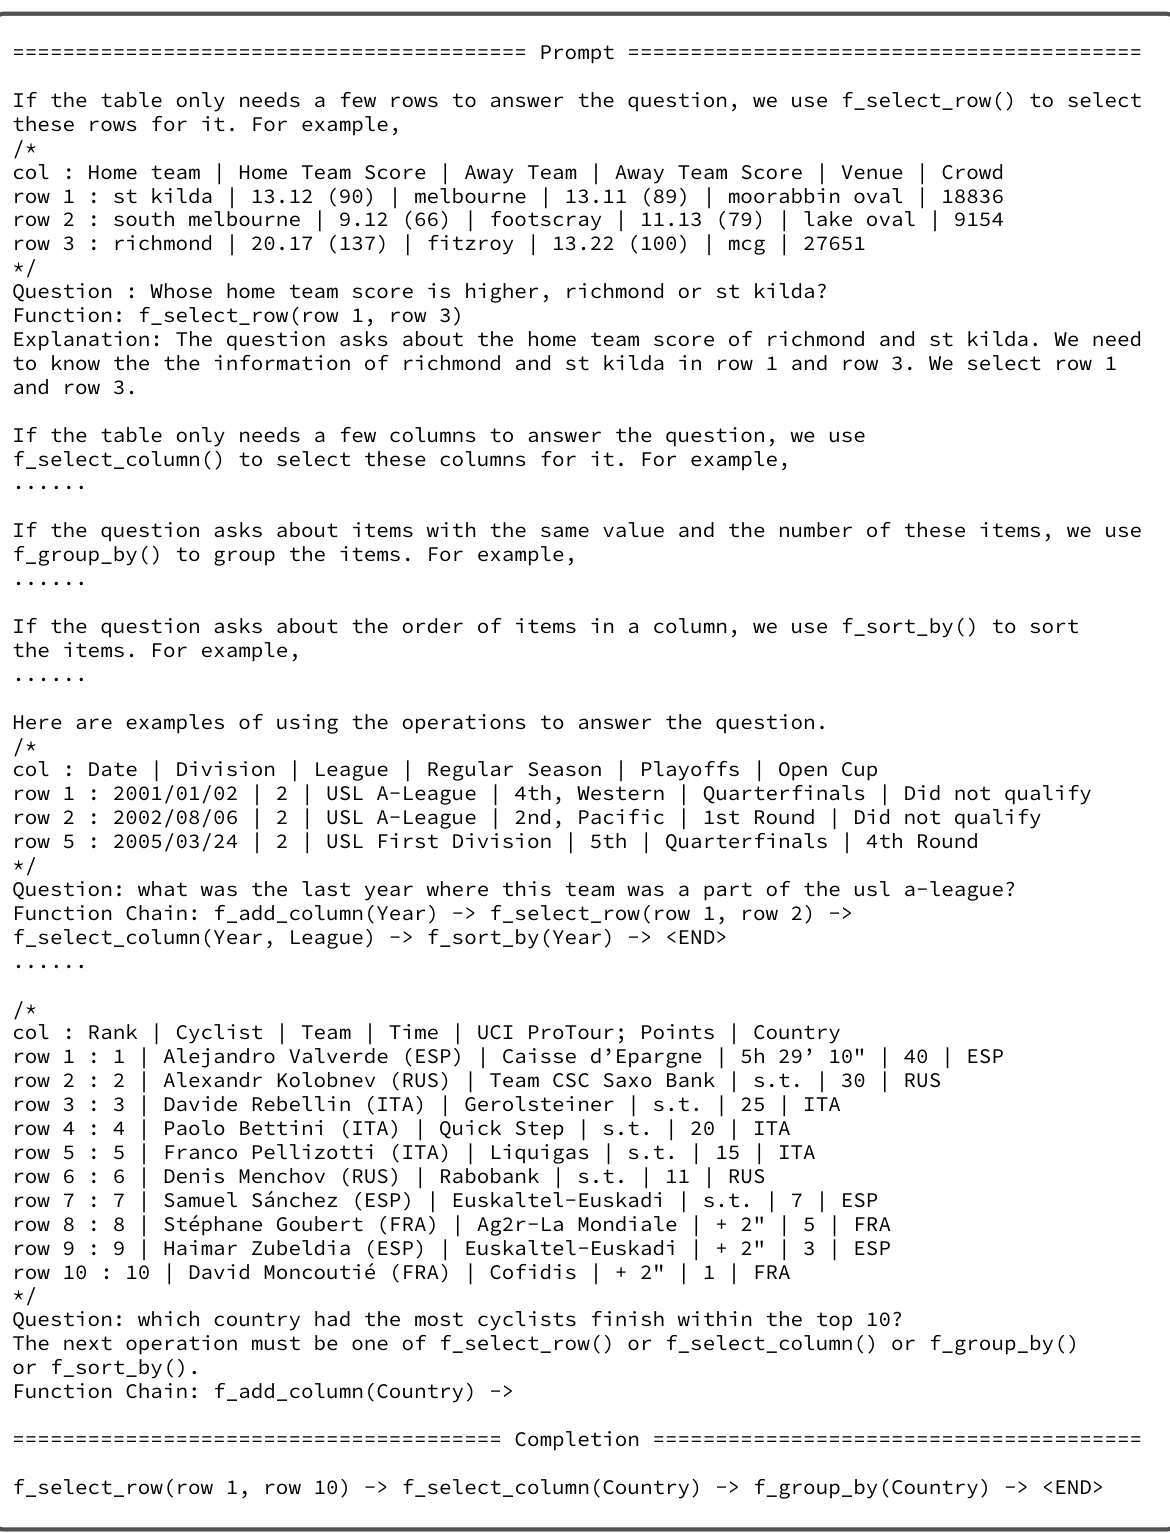 ========================================= Prompt =========================================
If the table only needs a few rows to answer the question, we use f_select_row() to select
these rows for it. For example,
/*
col : Home team | Home Team Score | Away Team | Away Team Score | Venue | Crowd
row 1 : st kilda | 13.12 (90) | melbourne | 13.11 (89) | moorabbin oval | 18836
row 2 : south melbourne | 9.12 (66) | footscray | 11.13 (79) | lake oval | 9154
row 3 : richmond | 20.17 (137) | fitzroy | 13.22 (100) | mcg | 27651
*/
Question : Whose home team score is higher, richmond or st kilda?
Function: f_select_row(row 1, row 3)
Explanation: The question asks about the home team score of richmond and st kilda. We need
to know the the information of richmond and st kilda in row 1 and row 3. We select row 1
and row 3.
If the table only needs a few columns to answer the question, we use
f_select_column() to select these columns for it. For example,
......
If the question asks about items with the same value and the number of these items, we use
f_group_by() to group the items. For example,
......
If the question asks about the order of items in a column, we use f_sort_by() to sort
the items. For example,
......
Here are examples of using the operations to answer the question.
/*
col : Date | Division | League | Regular Season | Playoffs | Open Cup
row 1 : 2001/01/02 | 2 | USL A-League | 4th, Western | Quarterfinals | Did not qualify
row 2 : 2002/08/06 | 2 | USL A-League | 2nd, Pacific | 1st Round | Did not qualify
row 5 : 2005/03/24 | 2 | USL First Division | 5th | Quarterfinals | 4th Round
*/
Question: what was the last year where this team was a part of the usl a-league?
Function Chain: f_add_column(Year) -> f_select_row(row 1, row 2) ->
f_select_column(Year, League) -> f_sort_by(Year) -> <END>
......
/*
col : Rank | Cyclist | Team | Time | UCI ProTour; Points | Country
row 1 : 1 | Alejandro Valverde (ESP) | Caisse d’Epargne | 5h 29’ 10" | 40 | ESP
row 2 : 2 | Alexandr Kolobnev (RUS) | Team CSC Saxo Bank | s.t. | 30 | RUS
row 3 : 3 | Davide Rebellin (ITA) | Gerolsteiner | s.t. | 25 | ITA
row 4 : 4 | Paolo Bettini (ITA) | Quick Step | s.t. | 20 | ITA
row 5 : 5 | Franco Pellizotti (ITA) | Liquigas | s.t. | 15 | ITA
row 6 : 6 | Denis Menchov (RUS) | Rabobank | s.t. | 11 | RUS
row 7 : 7 | Samuel Sánchez (ESP) | Euskaltel-Euskadi | s.t. | 7 | ESP
row 8 : 8 | Stéphane Goubert (FRA) | Ag2r-La Mondiale | + 2" | 5 | FRA
row 9 : 9 | Haimar Zubeldia (ESP) | Euskaltel-Euskadi | + 2" | 3 | ESP
row 10 : 10 | David Moncoutié (FRA) | Cofidis | + 2" | 1 | FRA
*/
Question: which country had the most cyclists finish within the top 10?
The next operation must be one of f_select_row() or f_select_column() or f_group_by()
or f_sort_by().
Function Chain: f_add_column(Country) ->
======================================= Completion =======================================
f_select_row(row 1, row 10) -> f_select_column(Country) -> f_group_by(Country) -> <END>